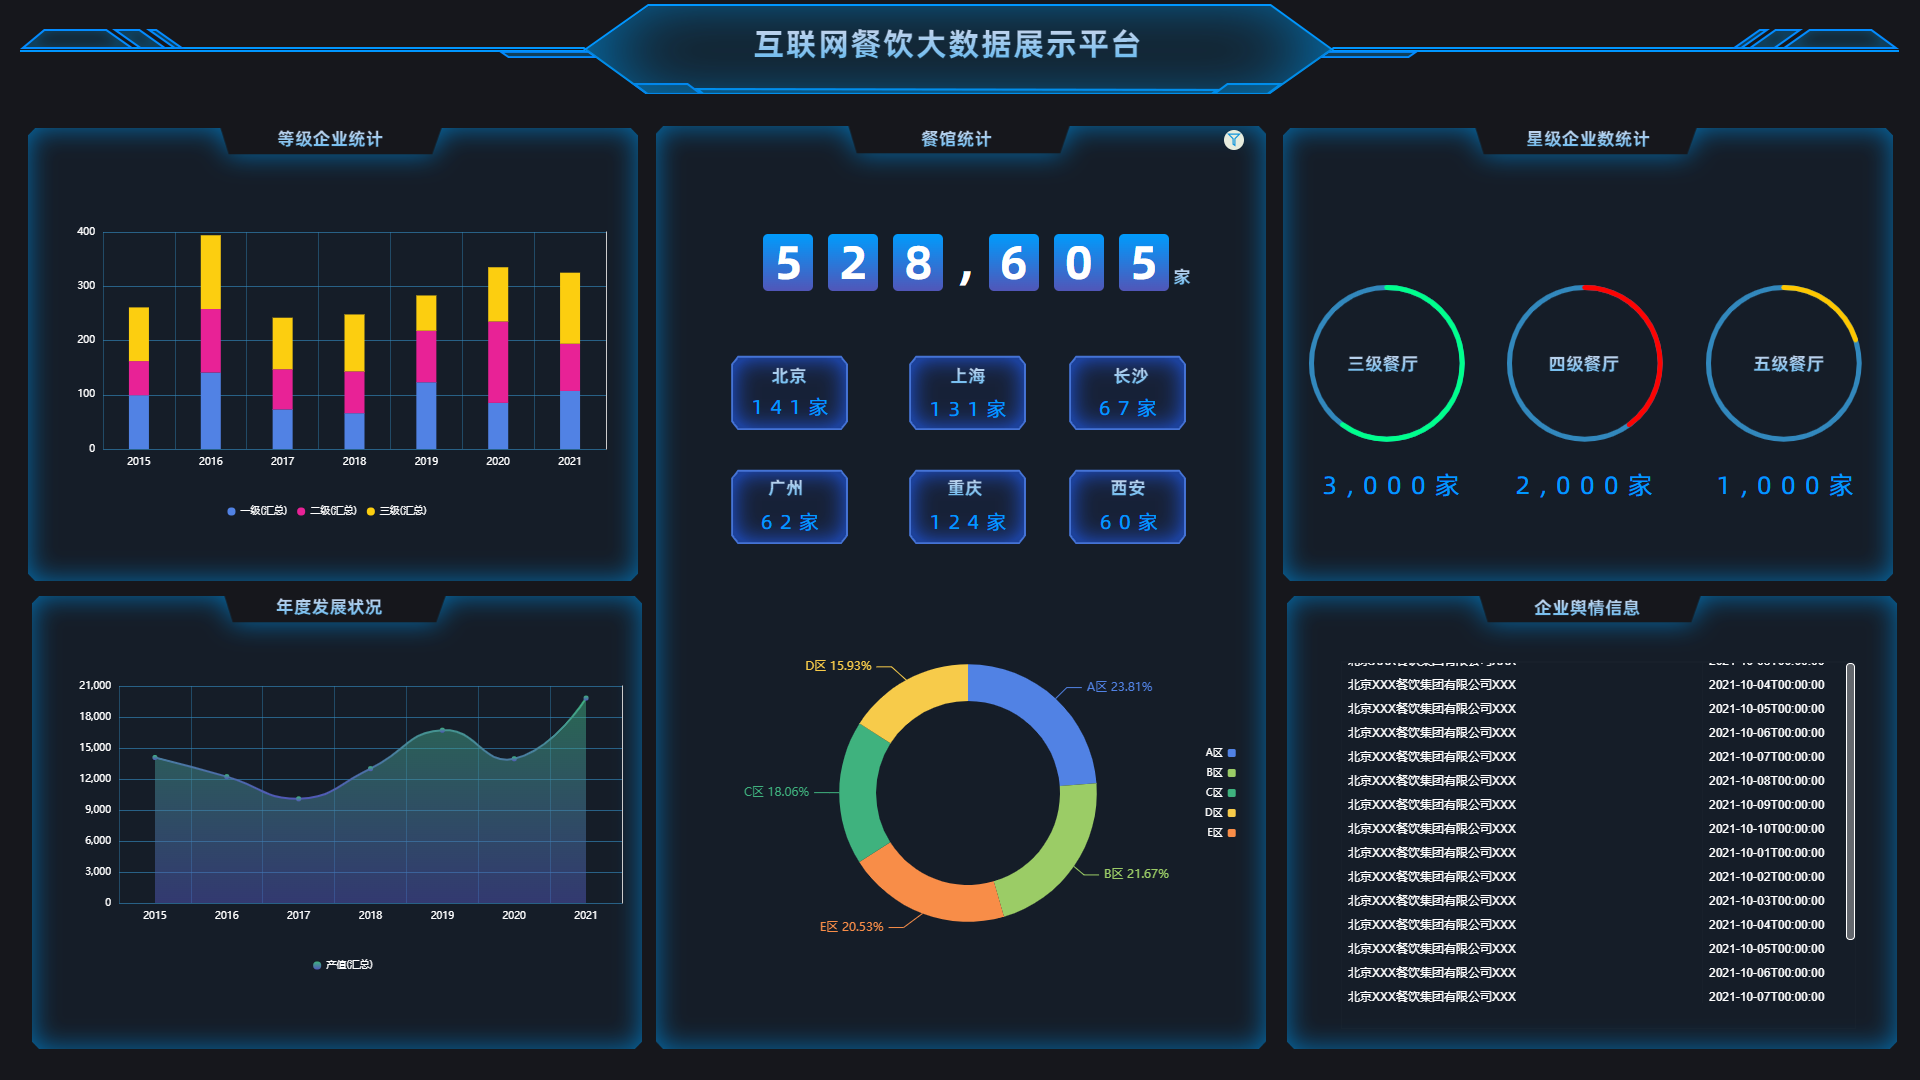 互联网餐饮大数据展示平台
等级企业统计
400
300
200
100
0
2015 2016 2017 2018 2019 2020 2021
一级(汇总) 二级(汇总) 三级(汇总)
年度发展状况
21,000
18,000
15,000
12,000
9,000
6,000
3,000
0
2015 2016 2017 2018 2019 2020 2021
产值(汇总)
餐馆统计
528,605家
北京
141家
上海
131家
长沙
67家
广州
62家
重庆
124家
西安
60家
D区 15.93%
A区 23.81%
C区 18.06%
B区 21.67%
E区 20.53%
A区
B区
C区
D区
E区
星级企业数统计
三级餐厅
四级餐厅
五级餐厅
3,000家
2,000家
1,000家
企业舆情信息
北京XXX餐饮集团有限公司XXX 2021-10-04T00:00:00
北京XXX餐饮集团有限公司XXX 2021-10-05T00:00:00
北京XXX餐饮集团有限公司XXX 2021-10-06T00:00:00
北京XXX餐饮集团有限公司XXX 2021-10-07T00:00:00
北京XXX餐饮集团有限公司XXX 2021-10-08T00:00:00
北京XXX餐饮集团有限公司XXX 2021-10-09T00:00:00
北京XXX餐饮集团有限公司XXX 2021-10-10T00:00:00
北京XXX餐饮集团有限公司XXX 2021-10-01T00:00:00
北京XXX餐饮集团有限公司XXX 2021-10-02T00:00:00
北京XXX餐饮集团有限公司XXX 2021-10-03T00:00:00
北京XXX餐饮集团有限公司XXX 2021-10-04T00:00:00
北京XXX餐饮集团有限公司XXX 2021-10-05T00:00:00
北京XXX餐饮集团有限公司XXX 2021-10-06T00:00:00
北京XXX餐饮集团有限公司XXX 2021-10-07T00:00:00